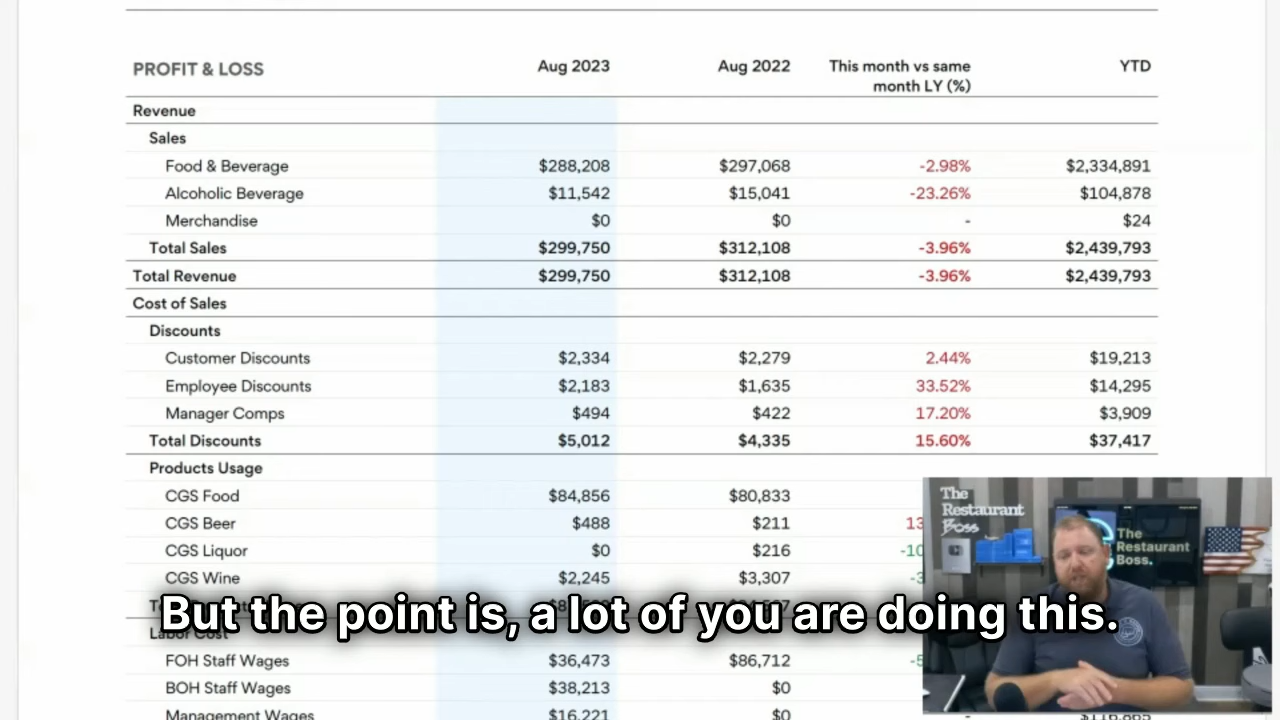 PROFIT & LOSS Aug 2023 Aug 2022 This month vs same month LY (%) YTD
Revenue
Sales
Food & Beverage $288,208 $297,068 -2.98% $2,334,891
Alcoholic Beverage $11,542 $15,041 -23.26% $104,878
Merchandise $0 $0 - $24
Total Sales $299,750 $312,108 -3.96% $2,439,793
Total Revenue $299,750 $312,108 -3.96% $2,439,793
Cost of Sales
Discounts
Customer Discounts $2,334 $2,279 2.44% $19,213
Employee Discounts $2,183 $1,635 33.52% $14,295
Manager Comps $494 $422 17.20% $3,909
Total Discounts $5,012 $4,335 15.60% $37,417
Products Usage
CGS Food $84,856 $80,833
CGS Beer $488 $211 13
CGS Liquor $0 $216 -10
CGS Wine $2,245 $3,307 -3
But the point is, a lot of you are doing this.
Labor Cost
FOH Staff Wages $36,473 $86,712 -5
BOH Staff Wages $38,213 $0
Management Wages $16,221 $0 - $116,865
The
Restaurant
Boss
The
Restaurant
Boss.